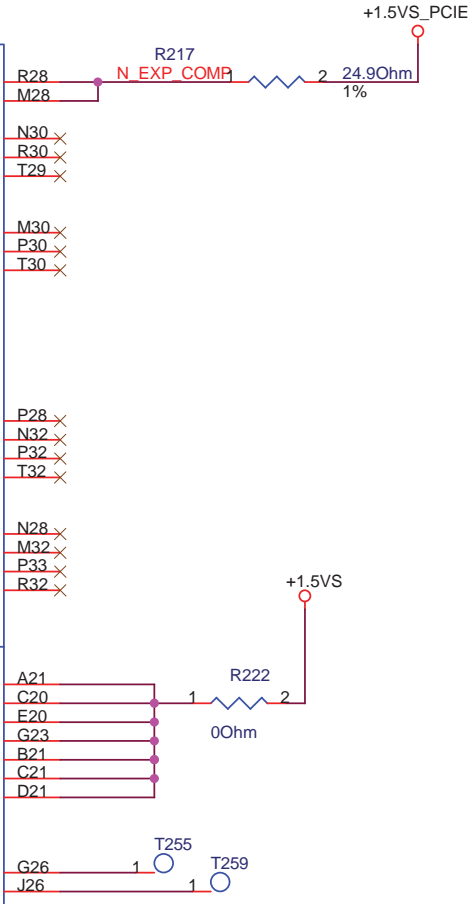 +1.5VS_PCIE
R217
R28 N_EXP_COMP 1 2 24.9Ohm
M28 1%
N30
R30
T29
M30
P30
T30
P28
N32
P32
T32
N28
M32
P33
R32
+1.5VS
A21 R222
C20 1 2
E20
G23 0Ohm
B21
C21
D21
T255
G26 1 T259
J26 1